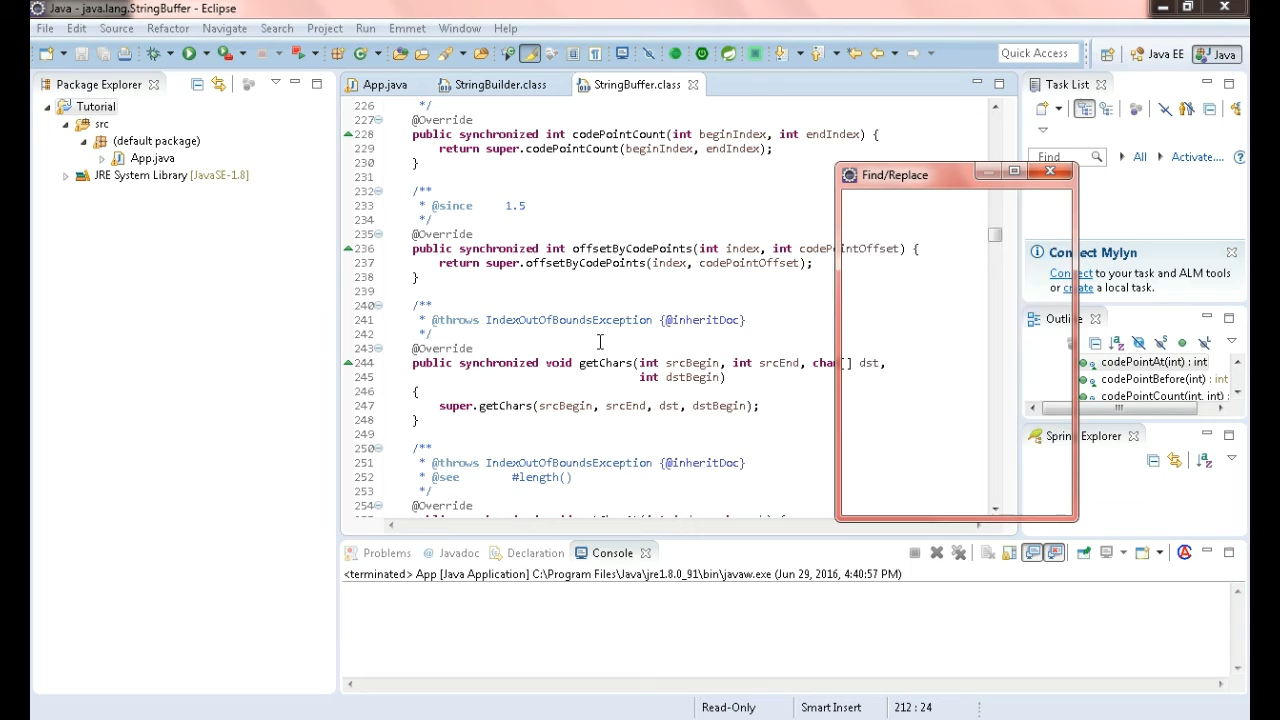 Java - java.lang.StringBuffer - Eclipse
File Edit Source Refactor Navigate Search Project Run Emmet Window Help
Quick Access Java EE Java
Package Explorer
Tutorial
src
(default package)
App.java
JRE System Library [JavaSE-1.8]
App.java StringBuilder.class StringBuffer.class
226 */
227 @Override
228 public synchronized int codePointCount(int beginIndex, int endIndex) {
229 return super.codePointCount(beginIndex, endIndex);
230 }
231
232 /**
233 * @since 1.5
234 */
235 @Override
236 public synchronized int offsetByCodePoints(int index, int codePointOffset) {
237 return super.offsetByCodePoints(index, codePointOffset);
238 }
239
240 /**
241 * @throws IndexOutOfBoundsException {@inheritDoc}
242 */
243 @Override
244 public synchronized void getChars(int srcBegin, int srcEnd, char[] dst,
245 int dstBegin)
246 {
247 super.getChars(srcBegin, srcEnd, dst, dstBegin);
248 }
249
250 /**
251 * @throws IndexOutOfBoundsException {@inheritDoc}
252 * @see #length()
253 */
254 @Override
Find/Replace
Task List
Find All Activate...
Connect Mylyn
Connect to your task and ALM tools
or create a local task.
Outline
codePointAt(int) : int
codePointBefore(int) : int
codePointCount(int, int) :
Spring Explorer
Problems Javadoc Declaration Console
<terminated> App [Java Application] C:\Program Files\Java\jre1.8.0_91\bin\javaw.exe (Jun 29, 2016, 4:40:57 PM)
Read-Only Smart Insert 212 : 24